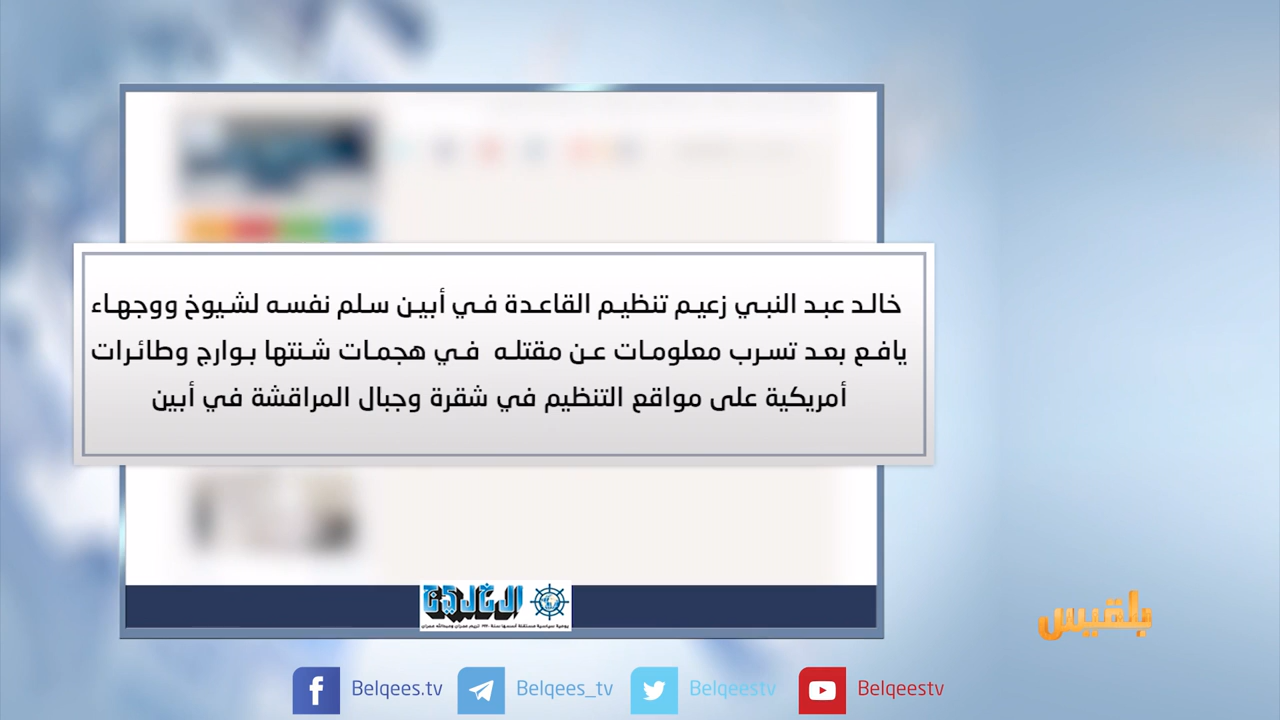 خالد عبد النبي زعيم تنظيم القاعدة في أبين سلم نفسه لشيوخ ووجهاء
يافع بعد تسرب معلومات عن مقتله في هجمات شنتها بوارج وطائرات
أمريكية على مواقع التنظيم في شقرة وجبال المراقشة في أبين
الخليج
بلقيس
Belqees.tv
Belqees_tv
Belqeestv
Belqeestv